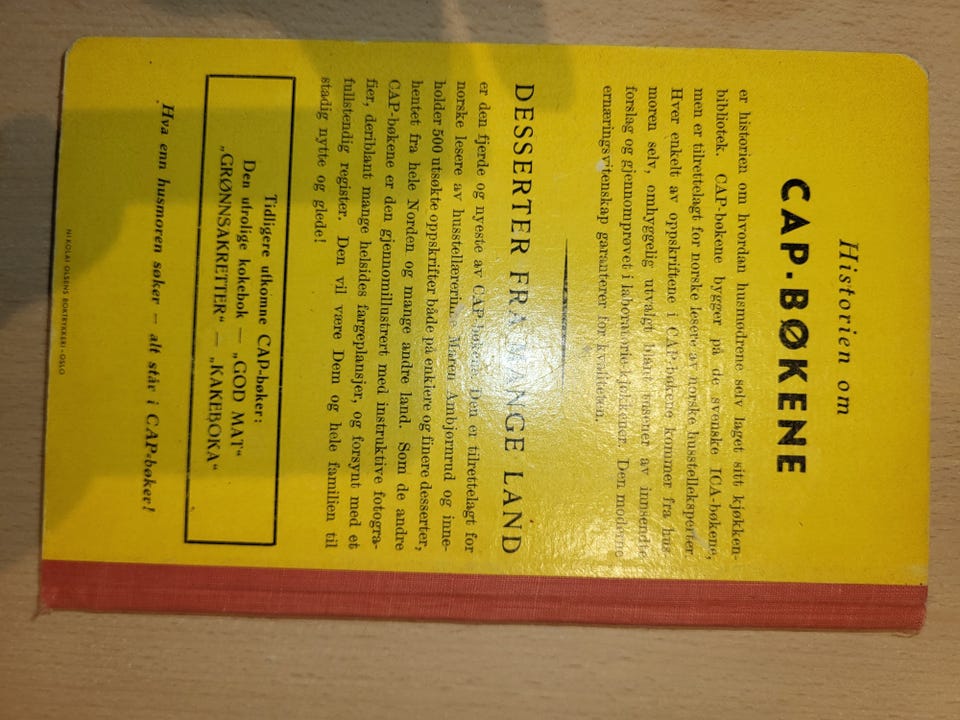 Historien om
CAP-BØKENE
er historien om hvordan husmødrene selv laget sitt kjøkken-
bibliotek. CAP-bøkene bygger på de svenske ICA-bøkene,
men er tilrettelagt for norske lesere av norske husstelleksperter.
Hver enkelt av oppskriftene i CAP-bøkene kommer fra hus-
moren selv, omhyggelig utvalgt blant tusener av innsendte
forslag og gjennomprøvet i laboratorie-kjøkkener. Den moderne
ernæringsvitenskap garanterer for kvaliteten.
DESSERTER FRA MANGE LAND
er den fjerde og nyeste av CAP-bøkene. Den er tilrettelagt for
norske lesere av husstellærerinne Maren Ambjørnrud og inne-
holder 500 utsøkte oppskrifter både på enklere og finere desserter,
hentet fra hele Norden og mange andre land. Som de andre
CAP-bøkene er den gjennomillustrert med instruktive fotogra-
fier, deriblant mange helsides fargeplansjer, og forsynt med et
fullstendig register. Den vil være Dem og hele familien til
stadig nytte og glede!
Tidligere utkomne CAP-bøker:
Den utrolige kokebok — „GOD MAT“
„GRØNNSAKRETTER“ — „KAKEBOKA“
Hva enn husmoren søker — alt står i CAP-bøker!
NIKOLAI OLSENS BOKTRYKKERI - OSLO